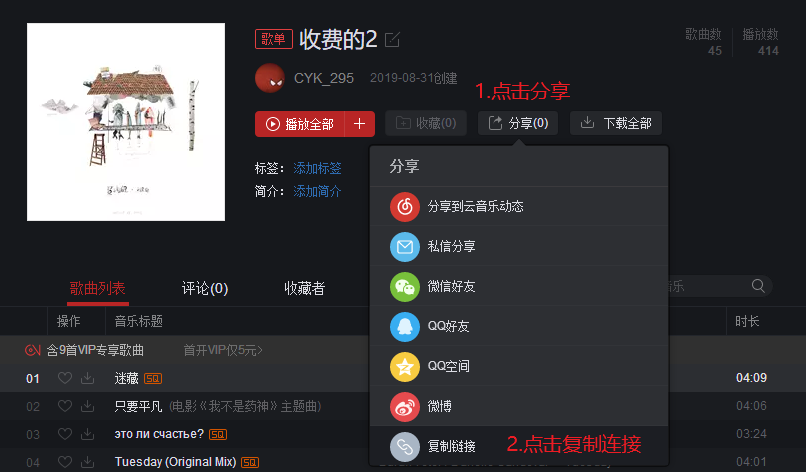 歌单 收费的2
歌曲数 播放数
45 414
CYK_295 2019-08-31创建
1.点击分享
播放全部 + 收藏(0) 分享(0) 下载全部
标签： 添加标签
简介： 添加简介
分享
分享到云音乐动态
私信分享
微信好友
QQ好友
QQ空间
微博
复制链接
2.点击复制链接
歌曲列表 评论(0) 收藏者
乐
操作 音乐标题 时长
含9首VIP专享歌曲 首开VIP仅5元>
01 迷藏 SQ 04:09
02 只要平凡 (电影《我不是药神》主题曲) 04:06
03 это ли счастье? SQ 03:24
04 Tuesday (Original Mix) SQ 04:01